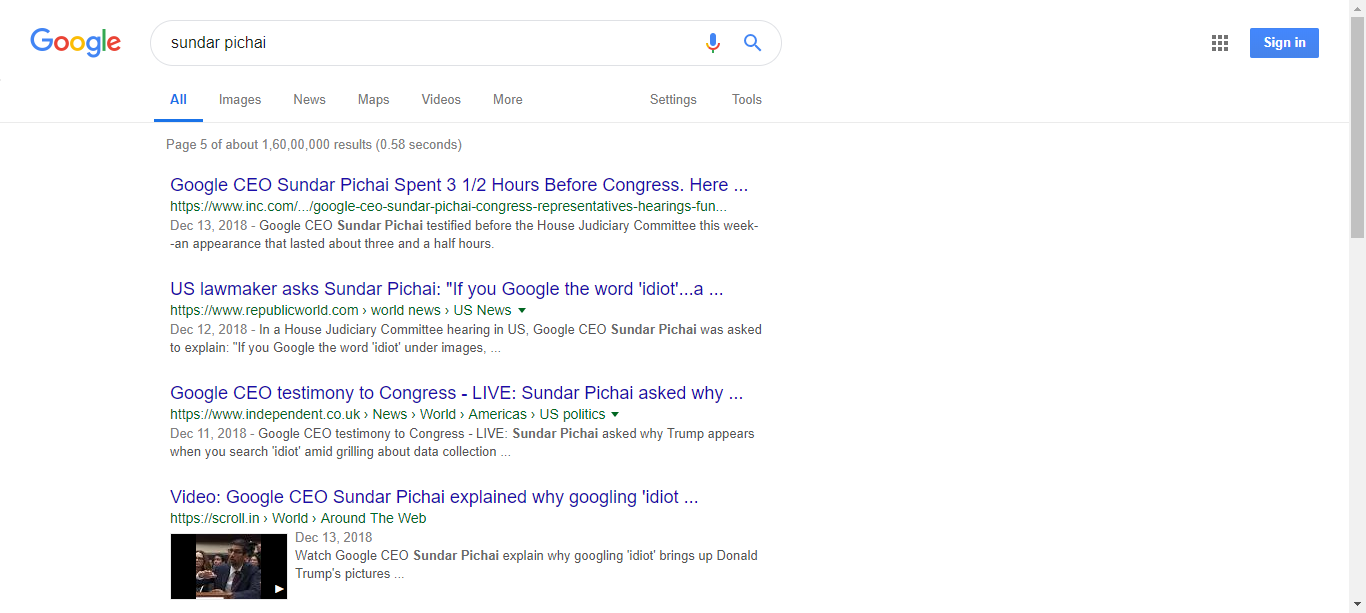 Google
sundar pichai
Sign in
All Images News Maps Videos More Settings Tools
Page 5 of about 1,60,00,000 results (0.58 seconds)
Google CEO Sundar Pichai Spent 3 1/2 Hours Before Congress. Here ...
https://www.inc.com/.../google-ceo-sundar-pichai-congress-representatives-hearings-fun...
Dec 13, 2018 - Google CEO Sundar Pichai testified before the House Judiciary Committee this week-
-an appearance that lasted about three and a half hours.
US lawmaker asks Sundar Pichai: "If you Google the word 'idiot'...a ...
https://www.republicworld.com › world news › US News
Dec 12, 2018 - In a House Judiciary Committee hearing in US, Google CEO Sundar Pichai was asked
to explain: "If you Google the word 'idiot' under images, ...
Google CEO testimony to Congress - LIVE: Sundar Pichai asked why ...
https://www.independent.co.uk › News › World › Americas › US politics
Dec 11, 2018 - Google CEO testimony to Congress - LIVE: Sundar Pichai asked why Trump appears
when you search 'idiot' amid grilling about data collection ...
Video: Google CEO Sundar Pichai explained why googling 'idiot ...
https://scroll.in › World › Around The Web
Dec 13, 2018
Watch Google CEO Sundar Pichai explain why googling 'idiot' brings up Donald
Trump's pictures ...